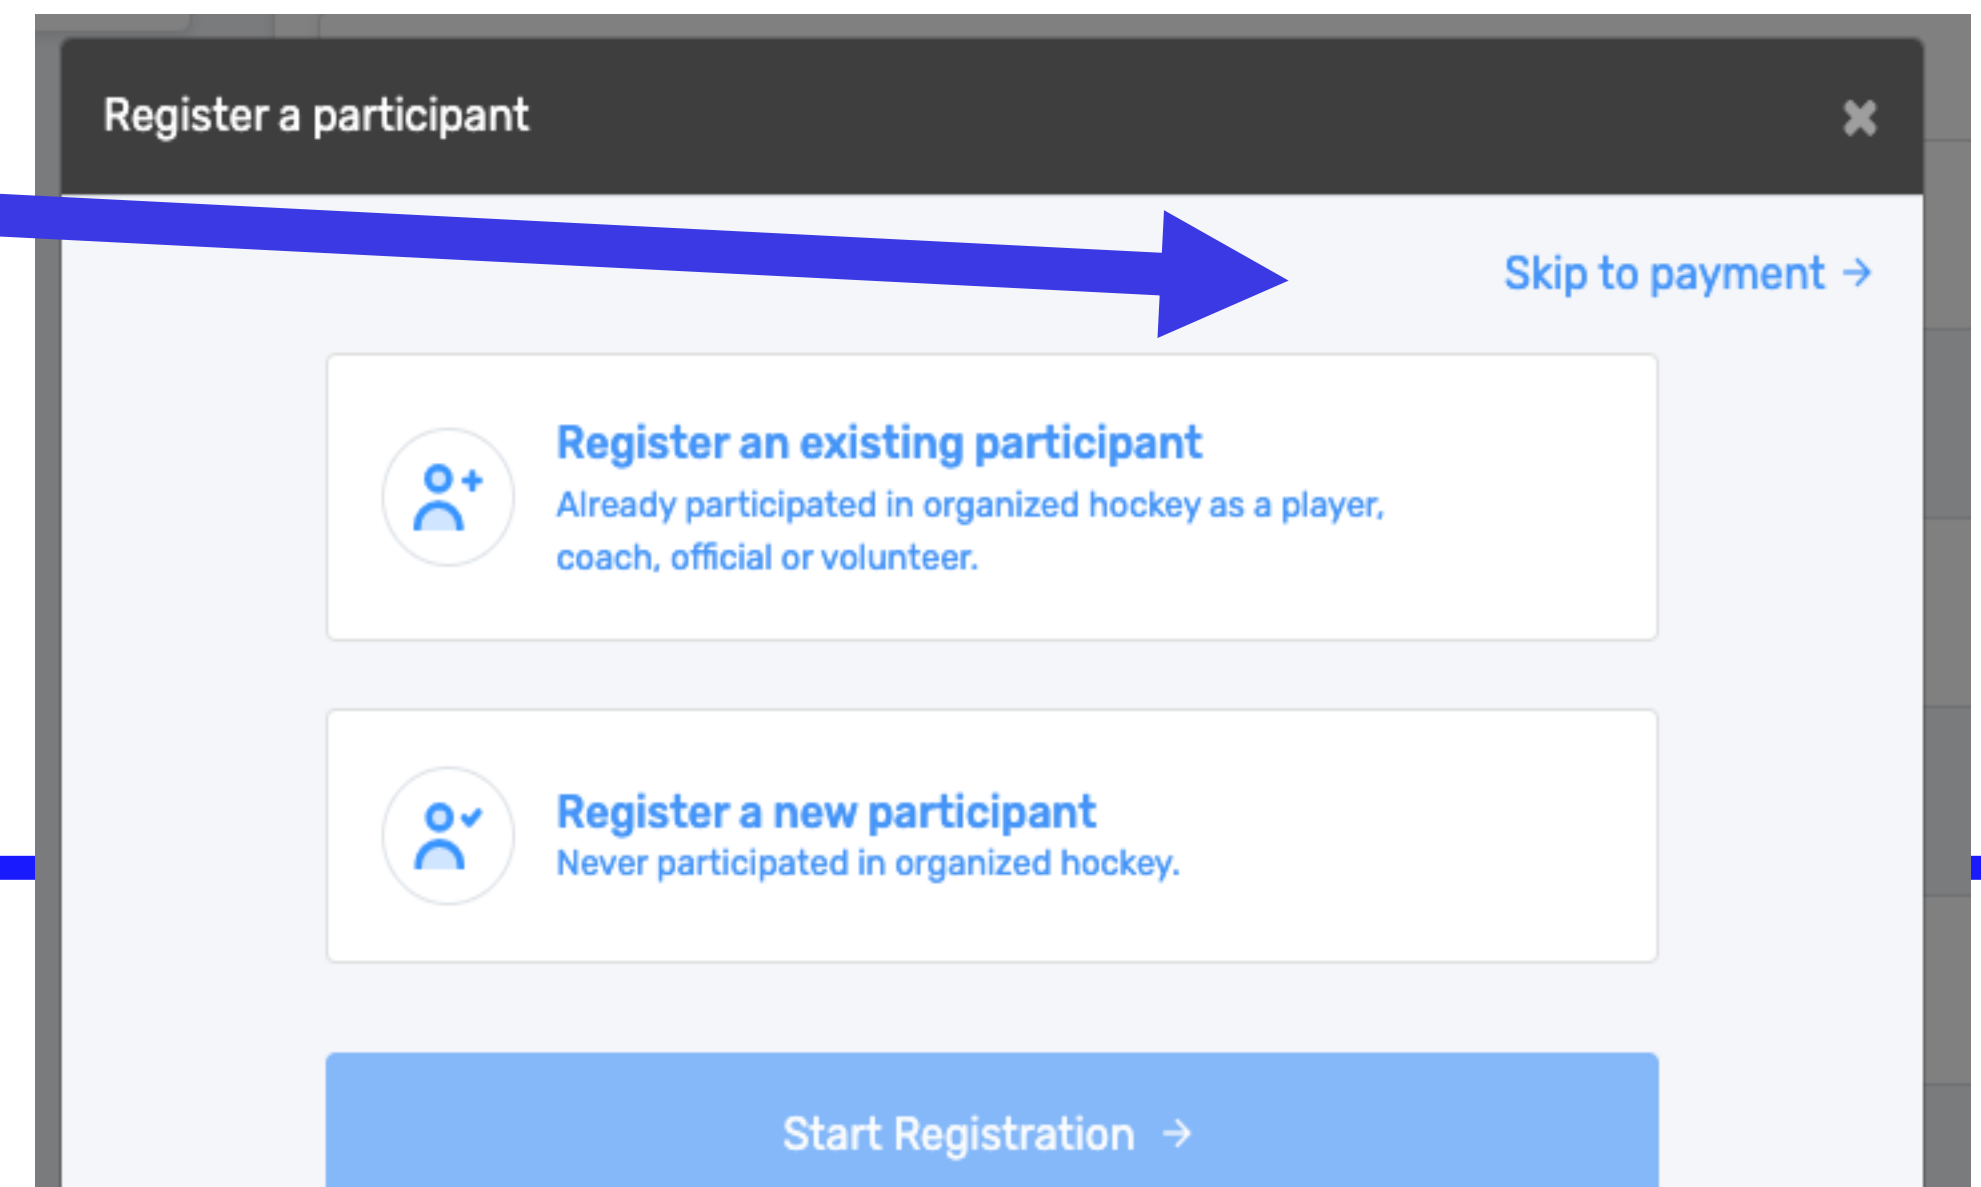 Register a participant
Skip to payment →
Register an existing participant
Already participated in organized hockey as a player,
coach, official or volunteer.
Register a new participant
Never participated in organized hockey.
Start Registration →